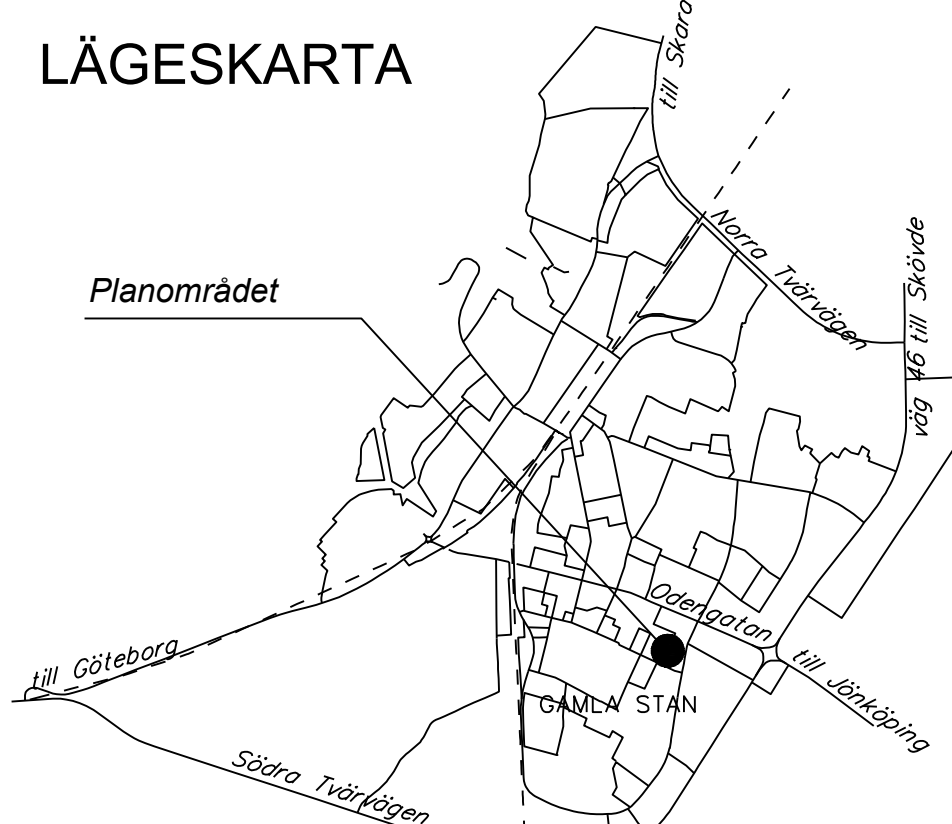 LÄGESKARTA
till Skara
Norra Tvärvägen
väg 46 till Skövde
Planområdet
Odengatan
till Göteborg
till Jönköping
GAMLA STAN
Södra Tvärvägen